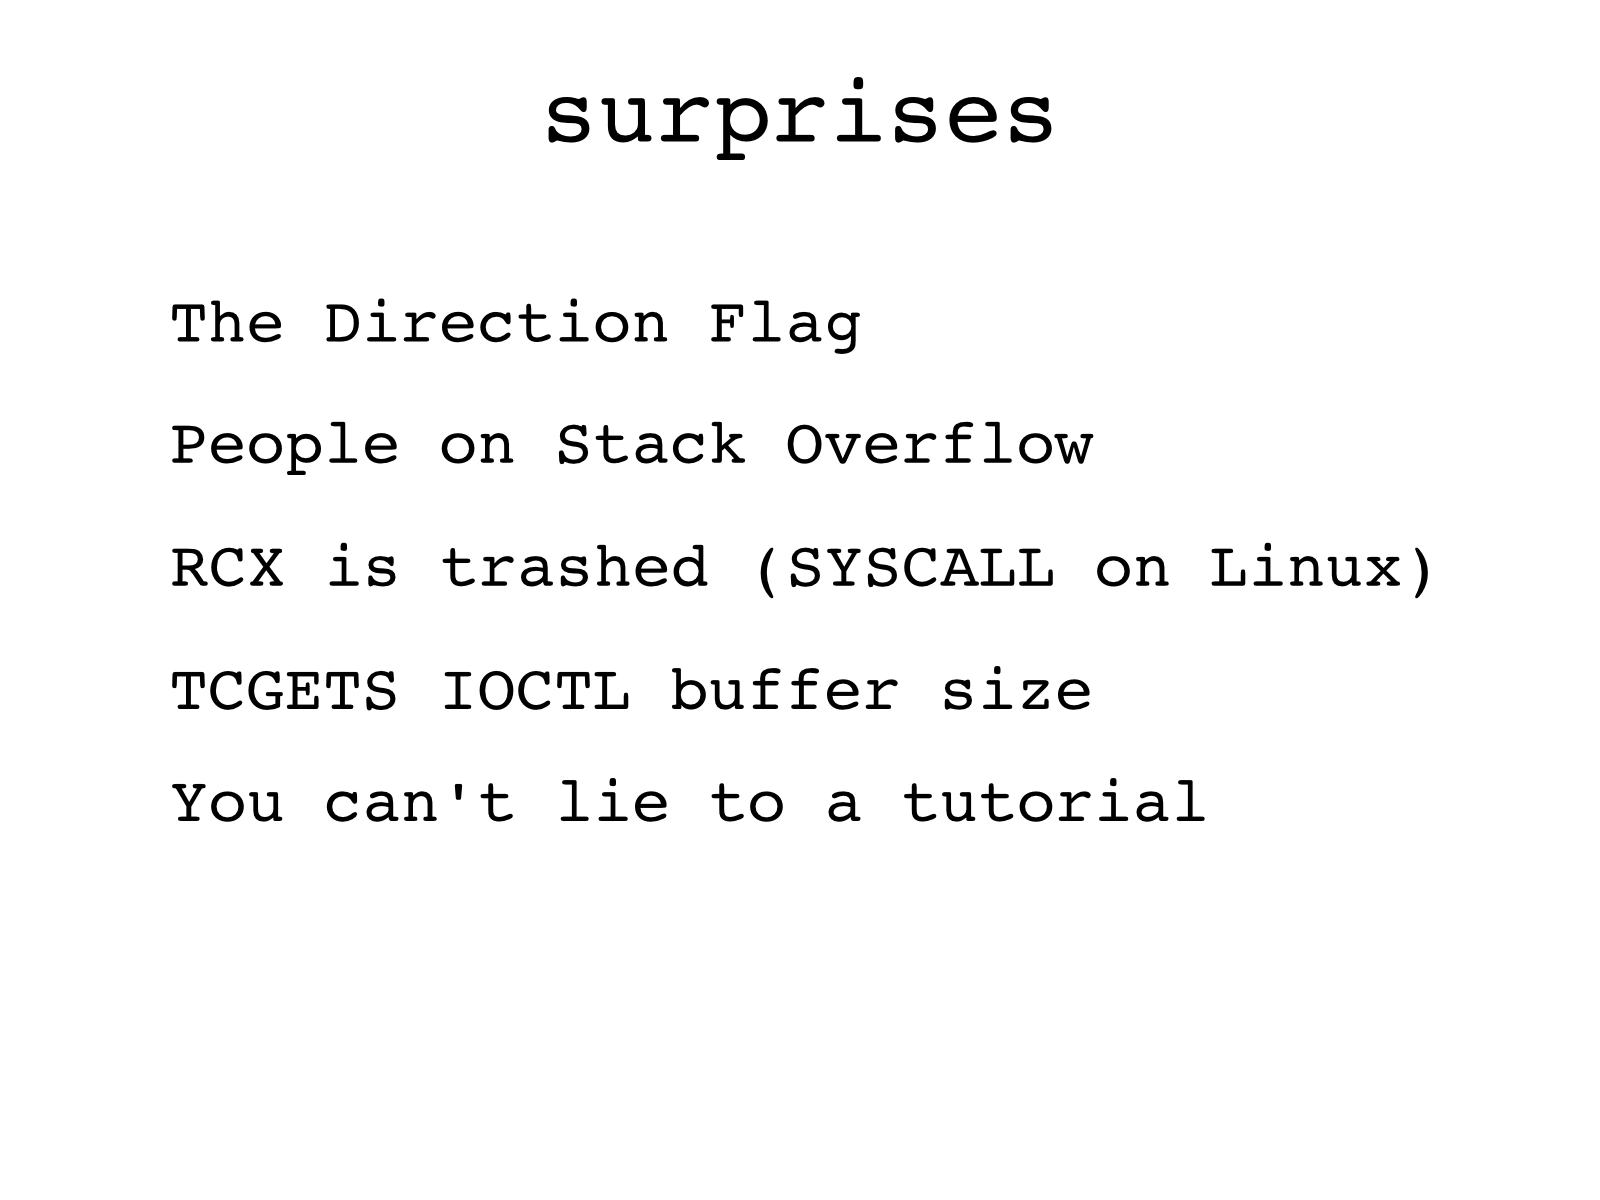 surprises
The Direction Flag
People on Stack Overflow
RCX is trashed (SYSCALL on Linux)
TCGETS IOCTL buffer size
You can't lie to a tutorial